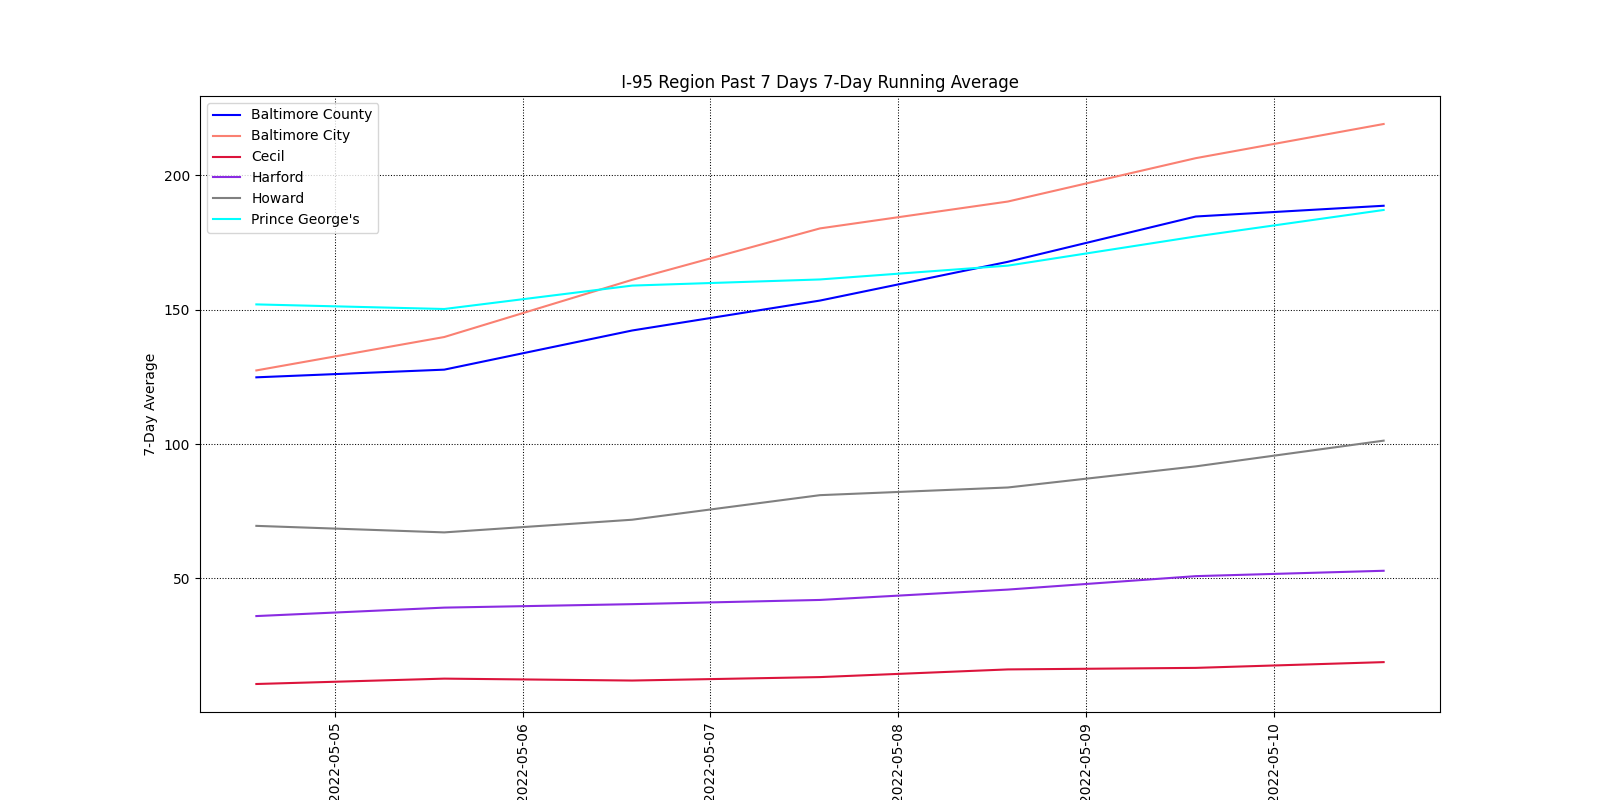 I-95 Region Past 7 Days 7-Day Running Average
Baltimore County
Baltimore City
Cecil
Harford
Howard
Prince George's
200
150
100
50
7-Day Average
2022-05-05
2022-05-06
2022-05-07
2022-05-08
2022-05-09
2022-05-10